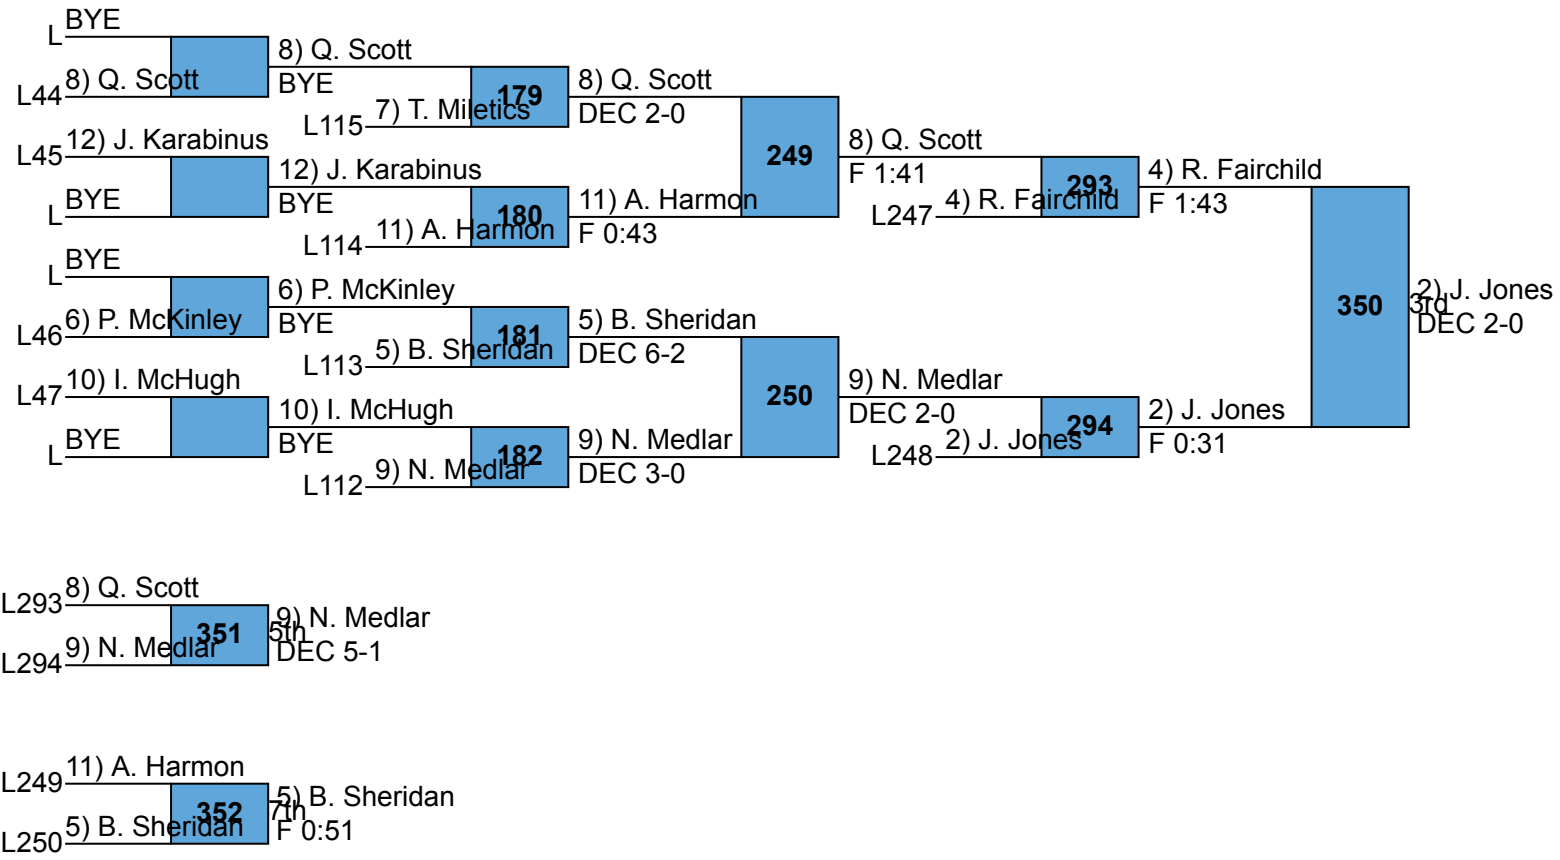 BYE
L
8) Q. Scott
L44
8) Q. Scott
BYE
12) J. Karabinus
L45
BYE
L
12) J. Karabinus
BYE
BYE
L
6) P. McKinley
L46
6) P. McKinley
BYE
10) I. McHugh
L47
BYE
L
10) I. McHugh
BYE
7) T. Miletics
L115
179
8) Q. Scott
DEC 2-0
11) A. Harmon
L114
180
11) A. Harmon
F 0:43
5) B. Sheridan
L113
181
5) B. Sheridan
DEC 6-2
9) N. Medlar
L112
182
9) N. Medlar
DEC 3-0
249
8) Q. Scott
F 1:41
250
9) N. Medlar
DEC 2-0
4) R. Fairchild
L247
293
4) R. Fairchild
F 1:43
2) J. Jones
L248
294
2) J. Jones
F 0:31
350
3rd
2) J. Jones
DEC 2-0
8) Q. Scott
L293
9) N. Medlar
L294
351
5th
9) N. Medlar
DEC 5-1
11) A. Harmon
L249
5) B. Sheridan
L250
352
7th
5) B. Sheridan
F 0:51